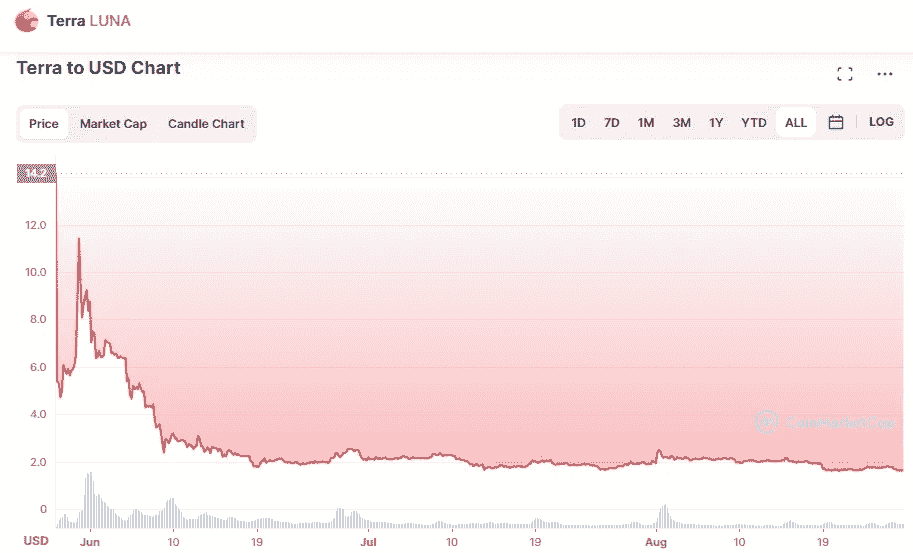 Terra LUNA
Terra to USD Chart
Price Market Cap Candle Chart
1D 7D 1M 3M 1Y YTD ALL LOG
14.2
12.0
10.0
8.0
6.0
4.0
CoinMarketCap
2.0
0
USD Jun 10 19 Jul 10 19 Aug 10 19